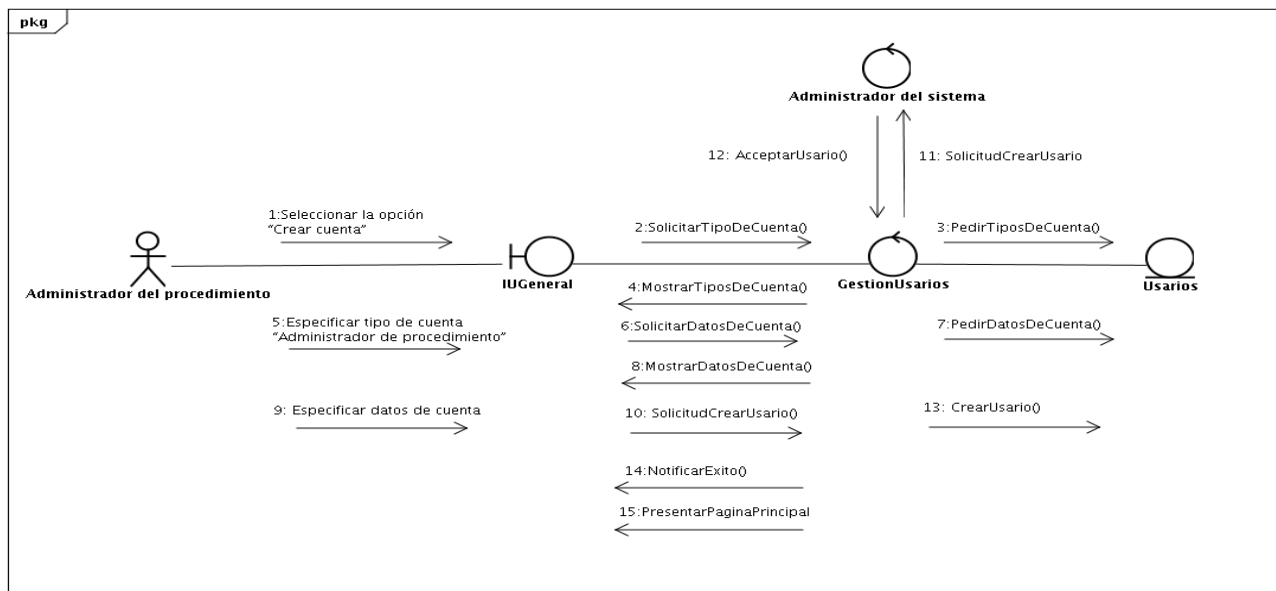 pkg
Administrador del sistema
12: AcceptarUsario()
11: SolicitudCrearUsario
1:Seleccionar la opción
“Crear cuenta”
2:SolicitarTipoDeCuenta()
3:PedirTiposDeCuenta()
Administrador del procedimiento
IUGeneral
GestionUsarios
Usarios
4:MostrarTiposDeCuenta()
5:Especificar tipo de cuenta
“Administrador de procedimiento”
6:SolicitarDatosDeCuenta()
7:PedirDatosDeCuenta()
8:MostrarDatosDeCuenta()
9: Especificar datos de cuenta
10: SolicitudCrearUsario()
13: CrearUsario()
14:NotificarExito()
15:PresentarPaginaPrincipal